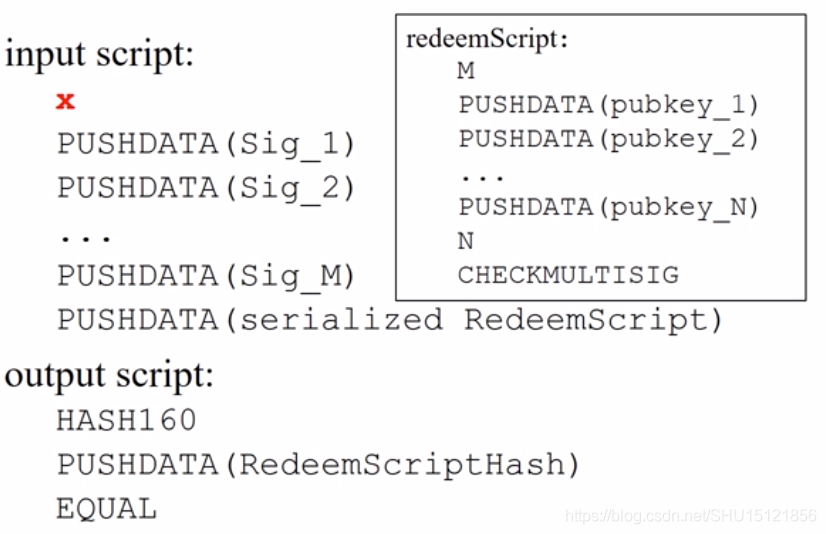 input script:
x
PUSHDATA(Sig_1)
PUSHDATA(Sig_2)
...
PUSHDATA(Sig_M)
PUSHDATA(serialized RedeemScript)
redeemScript:
M
PUSHDATA(pubkey_1)
PUSHDATA(pubkey_2)
...
PUSHDATA(pubkey_N)
N
CHECKMULTISIG
output script:
HASH160
PUSHDATA(RedeemScriptHash)
EQUAL
https://blog.csdn.net/SHU15121856